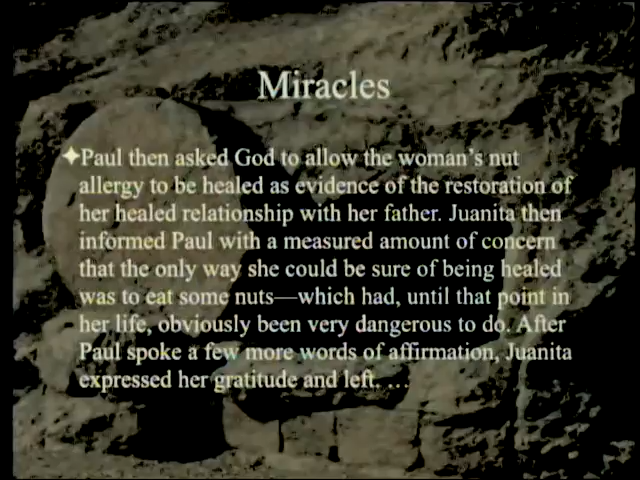 Miracles
✦Paul then asked God to allow the woman's nut
allergy to be healed as evidence of the restoration of
her healed relationship with her father. Juanita then
informed Paul with a measured amount of concern
that the only way she could be sure of being healed
was to eat some nuts—which had, until that point in
her life, obviously been very dangerous to do. After
Paul spoke a few more words of affirmation, Juanita
expressed her gratitude and left. …